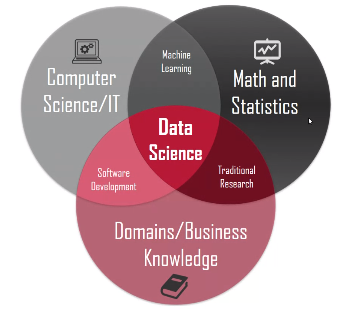 Computer
Science/IT
Machine
Learning
Math and
Statistics
Data
Science
Software
Development
Traditional
Research
Domains/Business
Knowledge